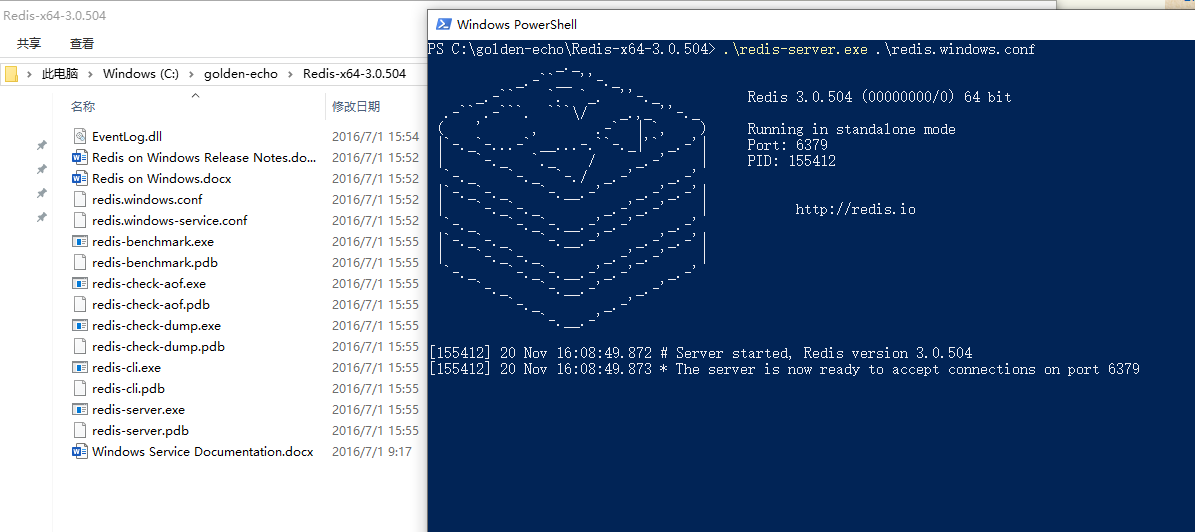 Redis-x64-3.0.504
共享 查看
此电脑 > Windows (C:) > golden-echo > Redis-x64-3.0.504
名称 修改日期
EventLog.dll 2016/7/1 15:54
Redis on Windows Release Notes.do... 2016/7/1 15:52
Redis on Windows.docx 2016/7/1 15:52
redis.windows.conf 2016/7/1 15:52
redis.windows-service.conf 2016/7/1 15:52
redis-benchmark.exe 2016/7/1 15:55
redis-benchmark.pdb 2016/7/1 15:55
redis-check-aof.exe 2016/7/1 15:55
redis-check-aof.pdb 2016/7/1 15:55
redis-check-dump.exe 2016/7/1 15:55
redis-check-dump.pdb 2016/7/1 15:55
redis-cli.exe 2016/7/1 15:55
redis-cli.pdb 2016/7/1 15:55
redis-server.exe 2016/7/1 15:55
redis-server.pdb 2016/7/1 15:55
Windows Service Documentation.docx 2016/7/1 9:17
Windows PowerShell
PS C:\golden-echo\Redis-x64-3.0.504> .\redis-server.exe .\redis.windows.conf
Redis 3.0.504 (00000000/0) 64 bit
Running in standalone mode
Port: 6379
PID: 155412
http://redis.io
[155412] 20 Nov 16:08:49.872 # Server started, Redis version 3.0.504
[155412] 20 Nov 16:08:49.873 * The server is now ready to accept connections on port 6379